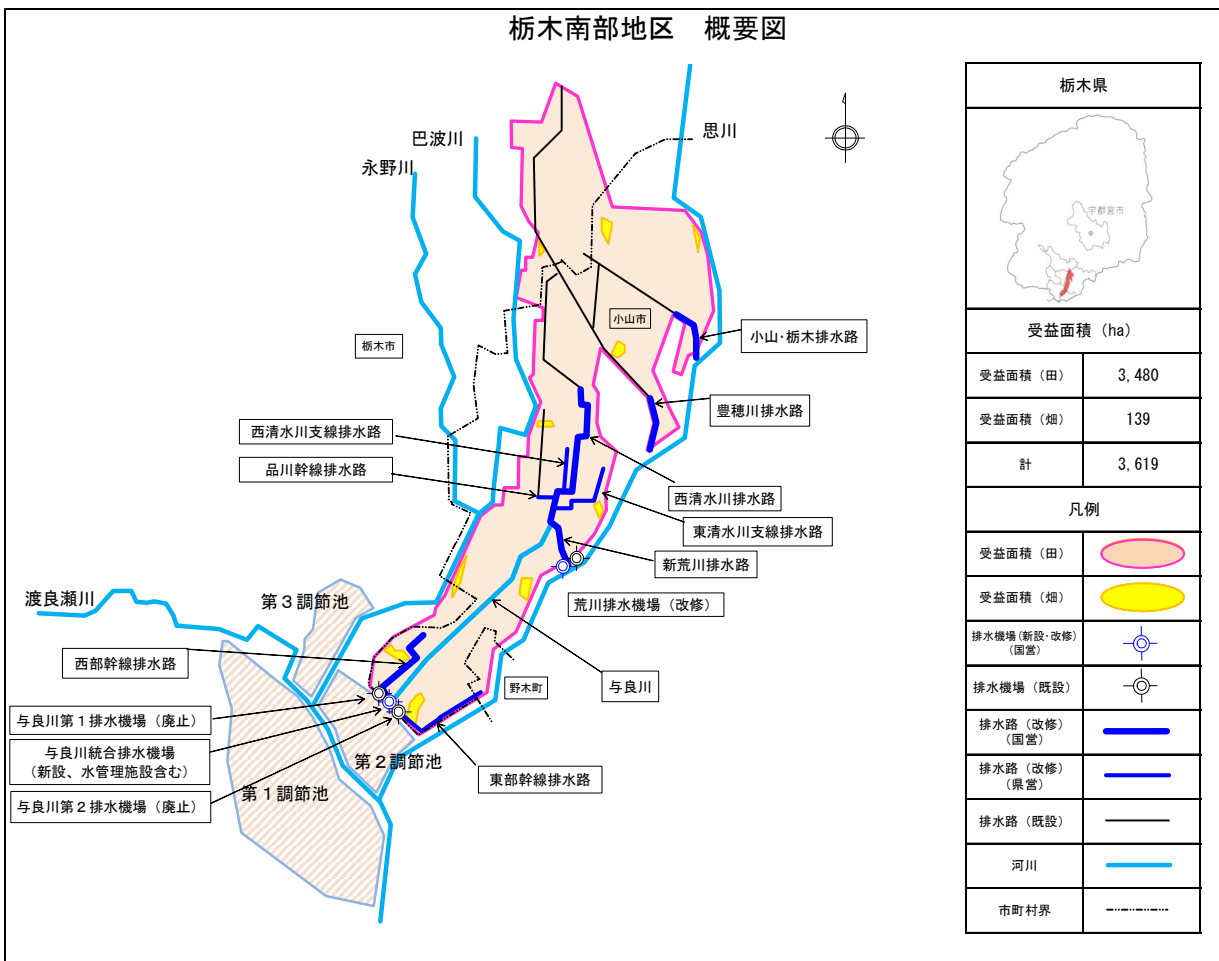 栃木南部地区 概要図
思川
巴波川
永野川
小山市
栃木市
小山・栃木排水路
豊穂川排水路
西清水川支線排水路
品川幹線排水路
西清水川排水路
東清水川支線排水路
新荒川排水路
荒川排水機場（改修）
渡良瀬川
第３調節池
西部幹線排水路
与良川
野木町
与良川第１排水機場（廃止）
与良川統合排水機場
（新設、水管理施設含む）
与良川第２排水機場（廃止）
第２調節池
東部幹線排水路
第１調節池
栃木県
宇都宮市
受益面積（ha）
受益面積（田） 3,480
受益面積（畑） 139
計 3,619
凡例
受益面積（田）
受益面積（畑）
排水機場（新設・改修）
（国営）
排水機場（既設）
排水路（改修）
（国営）
排水路（改修）
（県営）
排水路（既設）
河川
市町村界